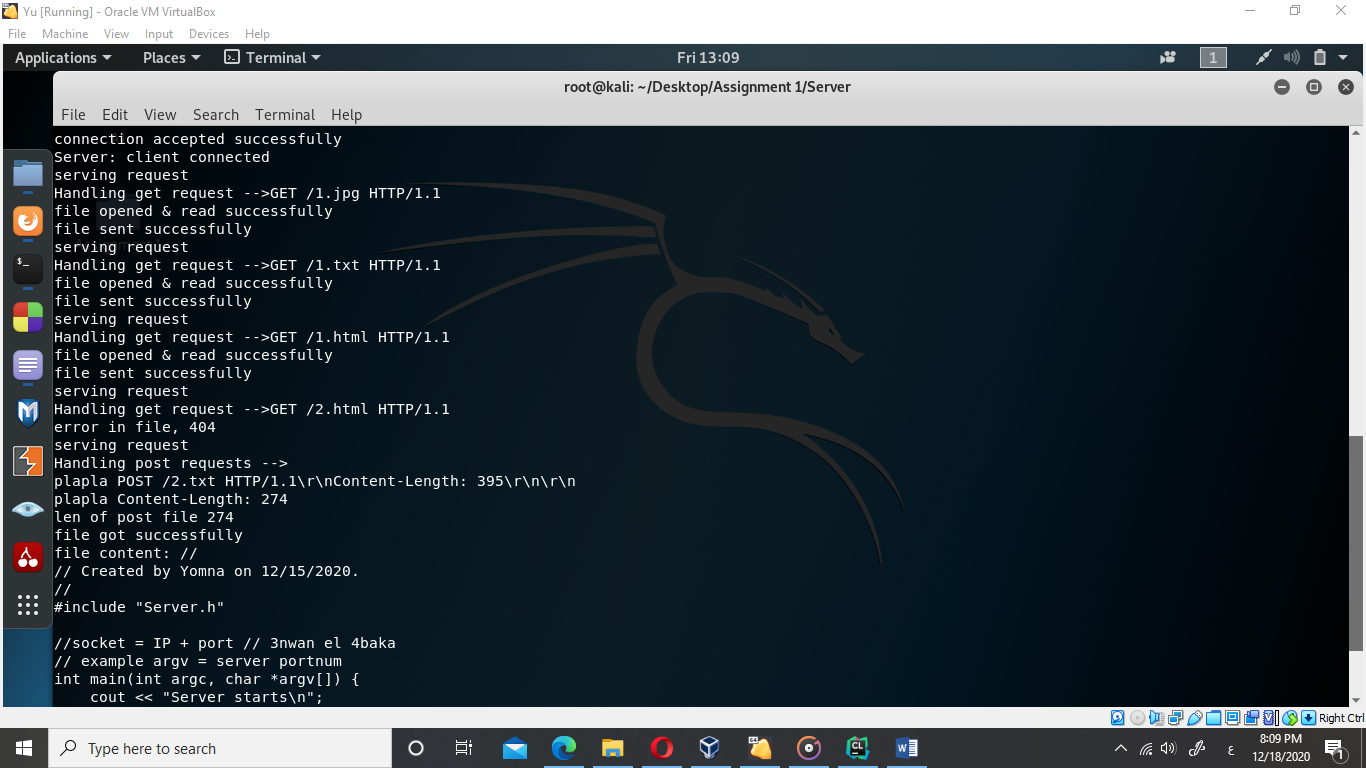 Yu [Running] - Oracle VM VirtualBox
File Machine View Input Devices Help
Applications Places Terminal Fri 13:09 1
root@kali: ~/Desktop/Assignment 1/Server
File Edit View Search Terminal Help
connection accepted successfully
Server: client connected
serving request
Handling get request -->GET /1.jpg HTTP/1.1
file opened & read successfully
file sent successfully
serving request
Handling get request -->GET /1.txt HTTP/1.1
file opened & read successfully
file sent successfully
serving request
Handling get request -->GET /1.html HTTP/1.1
file opened & read successfully
file sent successfully
serving request
Handling get request -->GET /2.html HTTP/1.1
error in file, 404
serving request
Handling post requests -->
plapla POST /2.txt HTTP/1.1\r\nContent-Length: 395\r\n\r\n
plapla Content-Length: 274
len of post file 274
file got successfully
file content: //
// Created by Yomna on 12/15/2020.
//
#include "Server.h"
//socket = IP + port // 3nwan el 4baka
// example argv = server portnum
int main(int argc, char *argv[]) {
cout << "Server starts\n";
$_
Right Ctrl
Type here to search
CL
W
ع
8:09 PM
12/18/2020
1